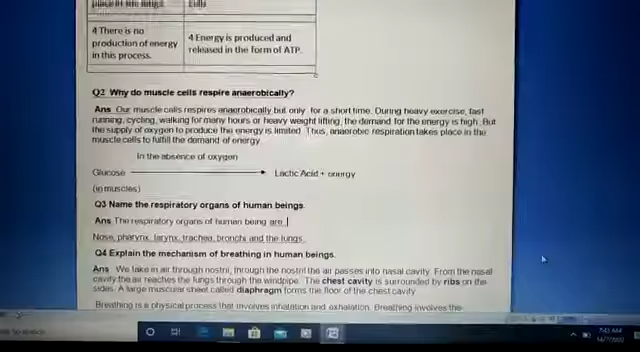 place in the lungs. cells
4 There is no
production of energy
in this process.
4 Energy is produced and
released in the form of ATP.
Q2 Why do muscle cells respire anaerobically?
Ans Our muscle cells respires anaerobically but only for a short time. During heavy exercise, fast
running, cycling, walking for many hours or heavy weight lifting, the demand for the energy is high. But
the supply of oxygen to produce the energy is limited. Thus, anaerobic respiration takes place in the
muscle cells to fulfill the demand of energy.
In the absence of oxygen
Glucose → Lactic Acid + energy
(in muscles)
Q3 Name the respiratory organs of human beings.
Ans The respiratory organs of human being are
Nose, pharynx, larynx, trachea, bronchi and the lungs.
Q4 Explain the mechanism of breathing in human beings.
Ans We take in air through nostril, through the nostril the air passes into nasal cavity. From the nasal
cavity the air reaches the lungs through the windpipe. The chest cavity is surrounded by ribs on the
sides. A large muscular sheet called diaphragm forms the floor of the chest cavity.
Breathing is a physical process that involves inhalation and exhalation. Breathing involves the
to search
7:43 AM